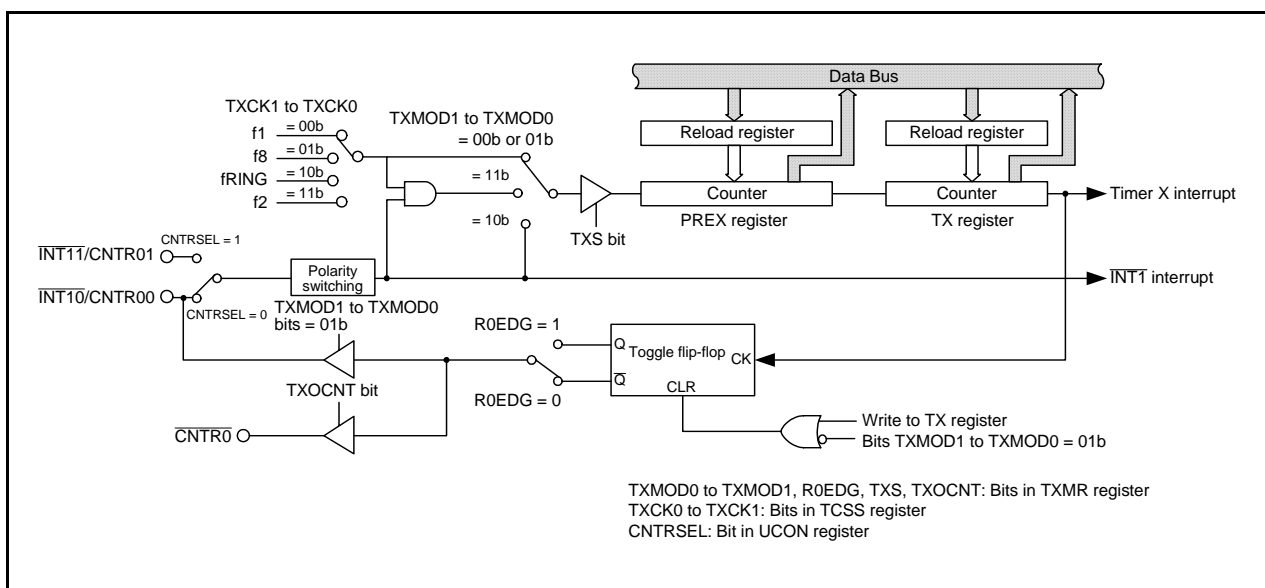 Data Bus
TXCK1 to TXCK0
TXMOD1 to TXMOD0
= 00b or 01b
f1
= 00b
f8
= 01b
fRING
= 10b
f2
= 11b
= 11b
= 10b
TXS bit
Reload register
Reload register
Counter
Counter
PREX register
TX register
Timer X interrupt
INT11/CNTR01
CNTRSEL = 1
INT10/CNTR00
CNTRSEL = 0
Polarity
switching
INT1 interrupt
TXMOD1 to TXMOD0
bits = 01b
R0EDG = 1
R0EDG = 0
Q
Toggle flip-flop
CK
Q
CLR
TXOCNT bit
CNTR0
Write to TX register
Bits TXMOD1 to TXMOD0 = 01b
TXMOD0 to TXMOD1, R0EDG, TXS, TXOCNT: Bits in TXMR register
TXCK0 to TXCK1: Bits in TCSS register
CNTRSEL: Bit in UCON register